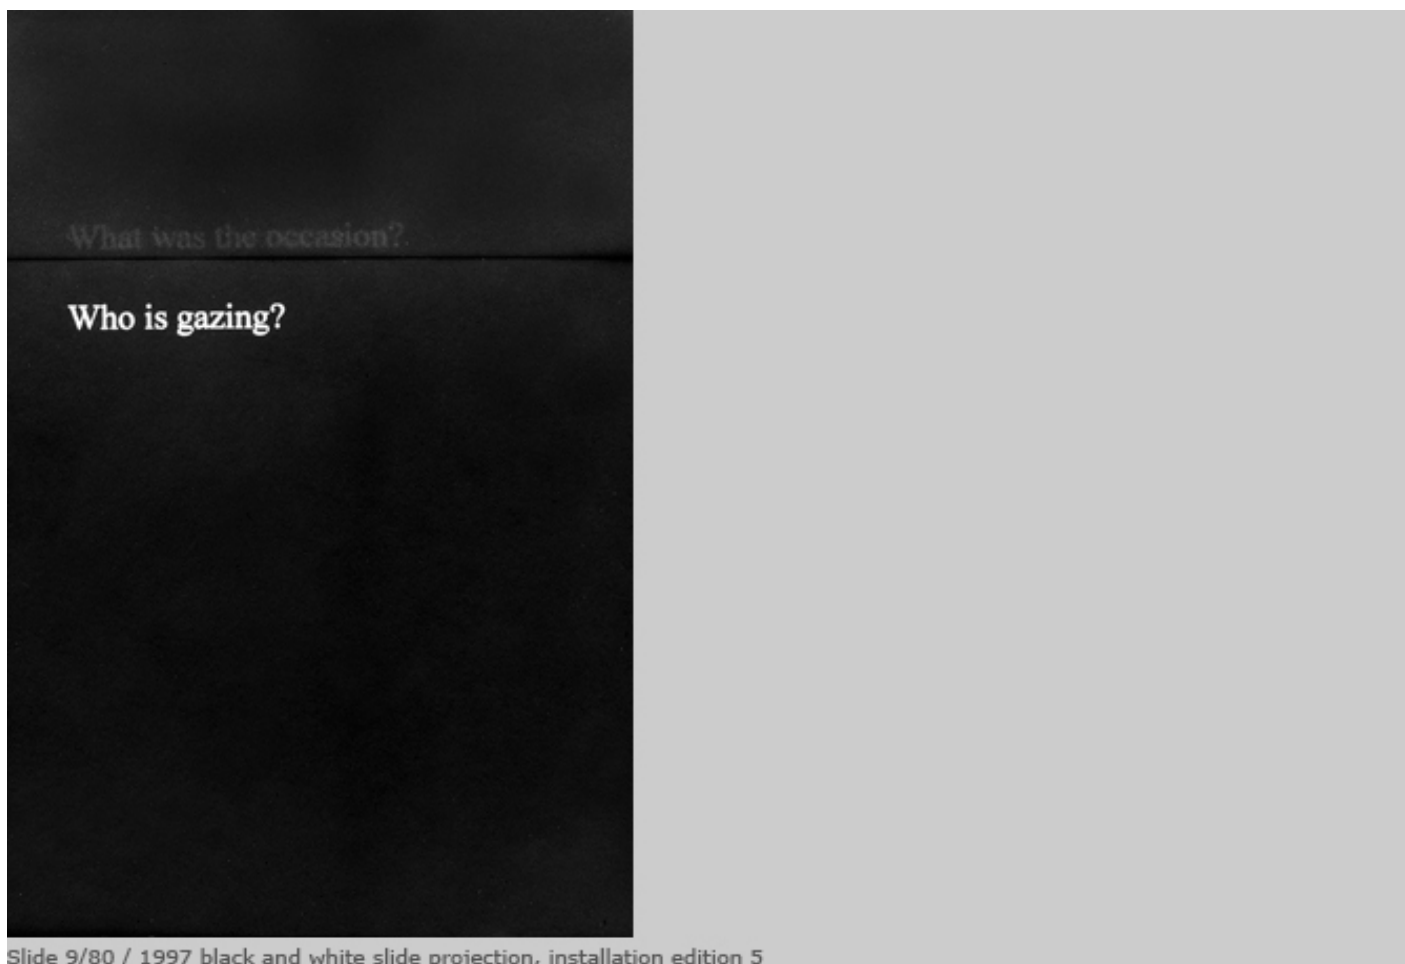 What was the occasion?
Who is gazing?
Slide 9/80 / 1997 black and white slide projection, installation edition 5